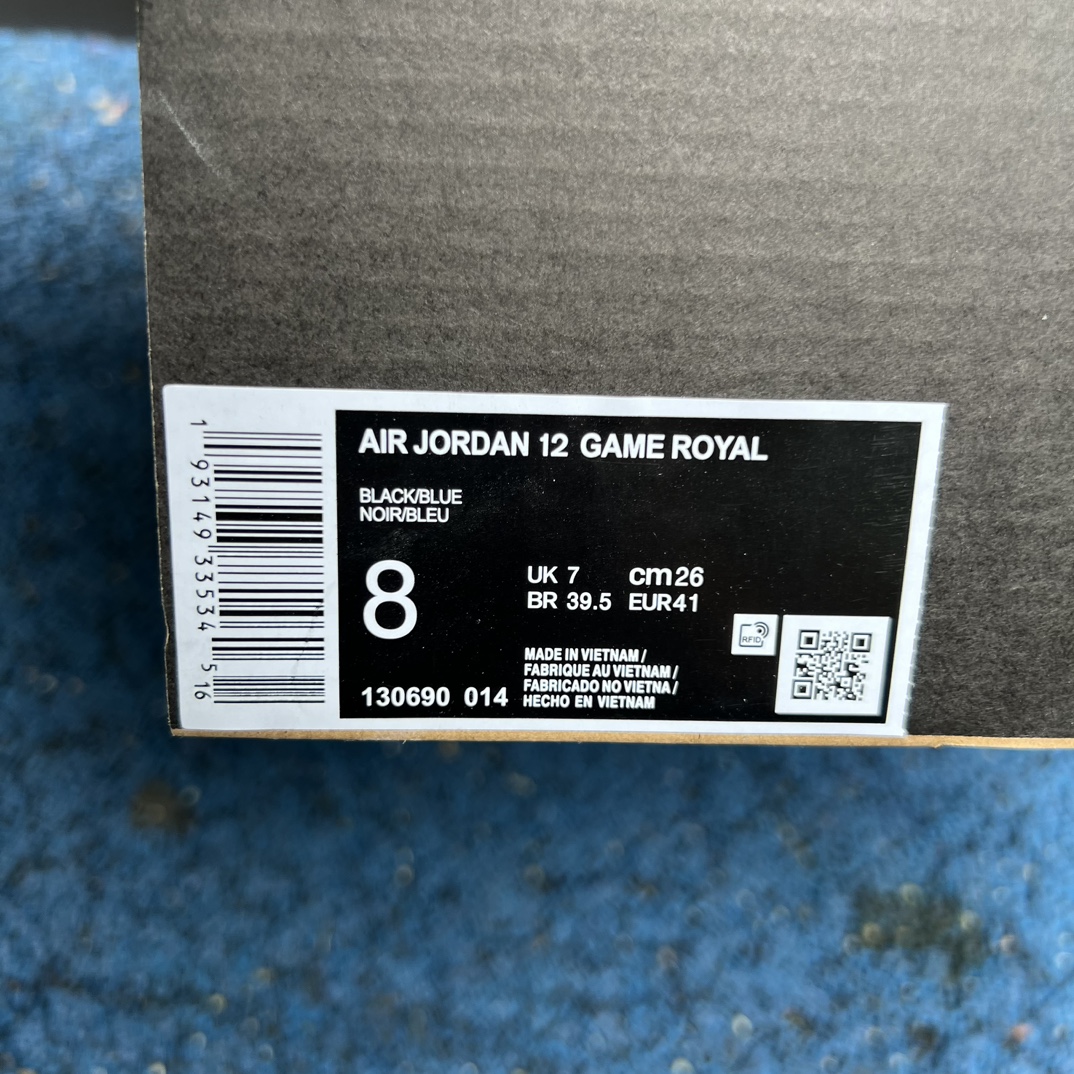 AIR JORDAN 12 GAME ROYAL
BLACK/BLUE
NOIR/BLEU
8
UK 7 cm 26
BR 39.5 EUR 41
RFID
MADE IN VIETNAM /
FABRIQUE AU VIETNAM /
FABRICADO NO VIETNA /
HECHO EN VIETNAM
130690 014
1 93149 33534 5 16